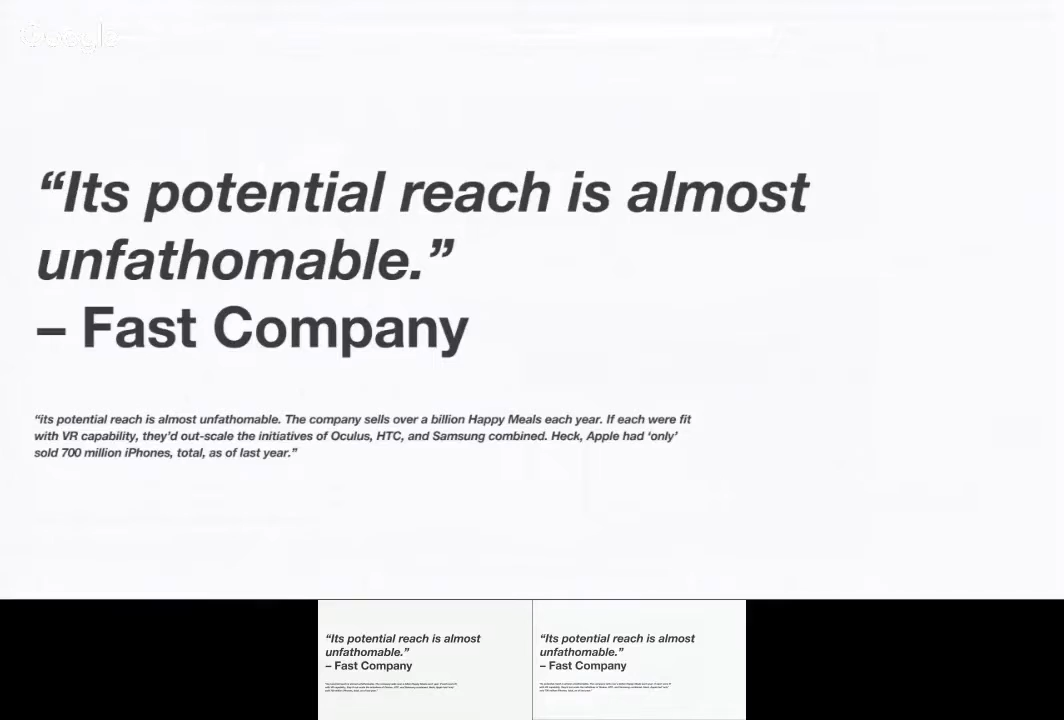 Google
“Its potential reach is almost
unfathomable.”
– Fast Company
“its potential reach is almost unfathomable. The company sells over a billion Happy Meals each year. If each were fit
with VR capability, they’d out-scale the initiatives of Oculus, HTC, and Samsung combined. Heck, Apple had ‘only’
sold 700 million iPhones, total, as of last year.”
“Its potential reach is almost
unfathomable.”
– Fast Company
“Its potential reach is almost
unfathomable.”
– Fast Company